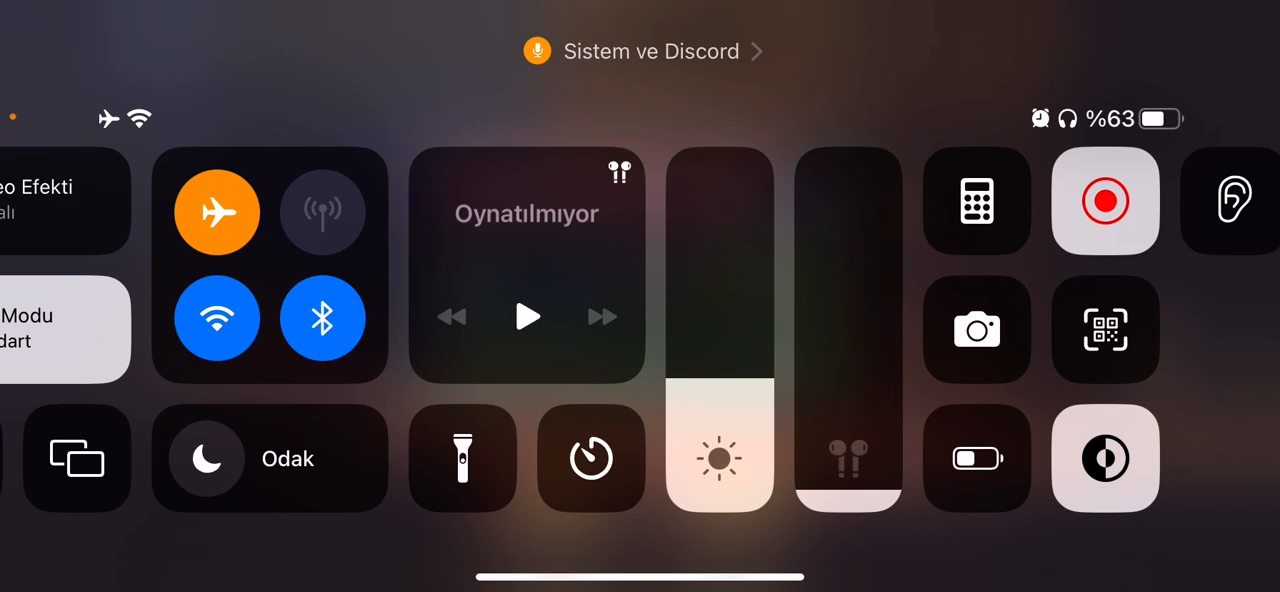 Sistem ve Discord
%63
eo Efekti
alı
Modu
dart
Oynatılmıyor
Odak